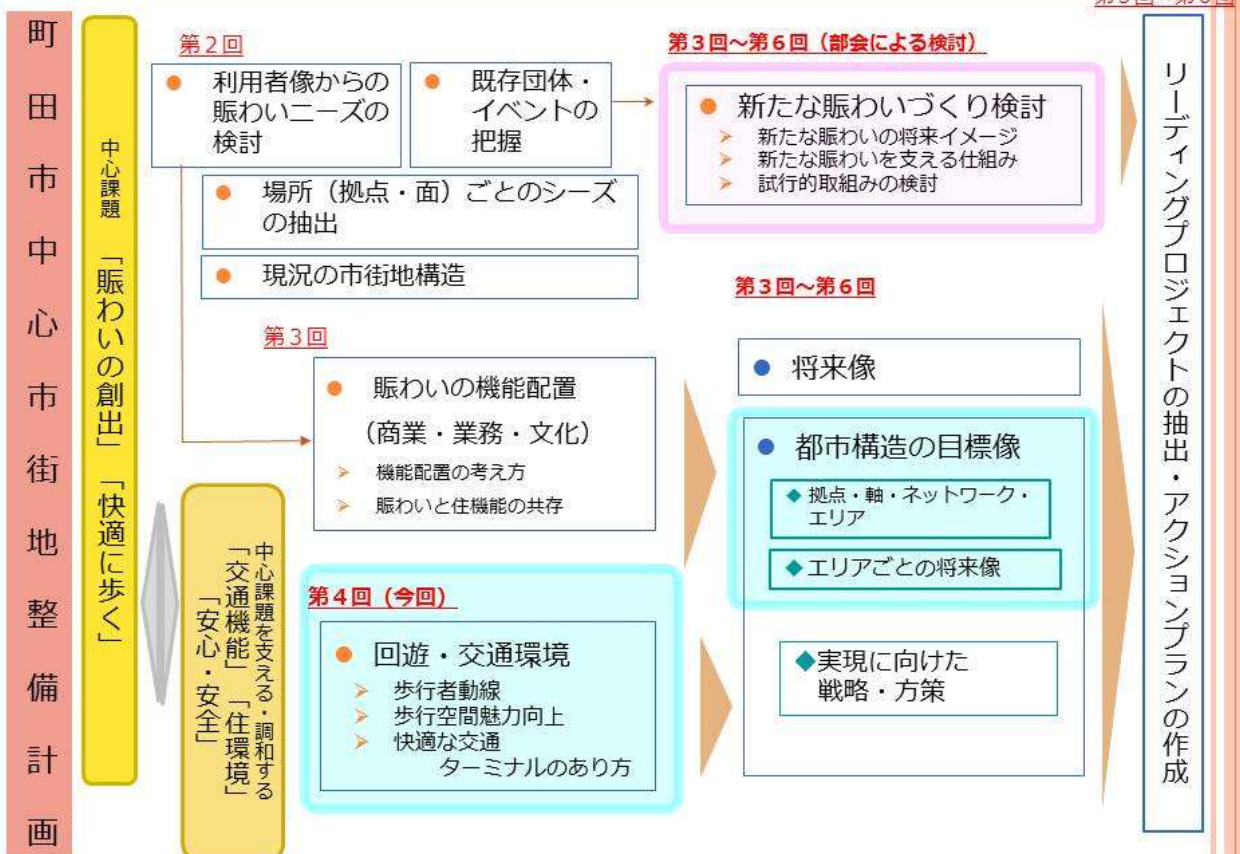 町田市中心市街地整備計画
中心課題 「賑わいの創出」「快適に歩く」
中心課題を支える・調和する
「交通機能」「住環境」
「安心・安全」
第２回
● 利用者像からの
賑わいニーズの
検討
● 既存団体・
イベントの
把握
● 場所（拠点・面）ごとのシーズ
の抽出
● 現況の市街地構造
第３回～第６回（部会による検討）
● 新たな賑わいづくり検討
➢ 新たな賑わいの将来イメージ
➢ 新たな賑わいを支える仕組み
➢ 試行的取組みの検討
第３回
● 賑わいの機能配置
（商業・業務・文化）
➢ 機能配置の考え方
➢ 賑わいと住機能の共存
第４回（今回）
● 回遊・交通環境
➢ 歩行者動線
➢ 歩行空間魅力向上
➢ 快適な交通
ターミナルのあり方
第３回～第６回
● 将来像
● 都市構造の目標像
◆ 拠点・軸・ネットワーク・
エリア
◆ エリアごとの将来像
◆実現に向けた
戦略・方策
リーディングプロジェクトの抽出・アクションプランの作成